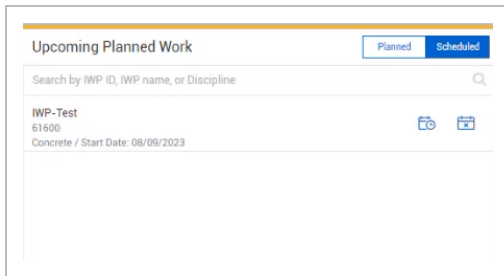 Upcoming Planned Work
Planned Scheduled
Search by IWP ID, IWP name, or Discipline
IWP-Test
61600
Concrete / Start Date: 08/09/2023